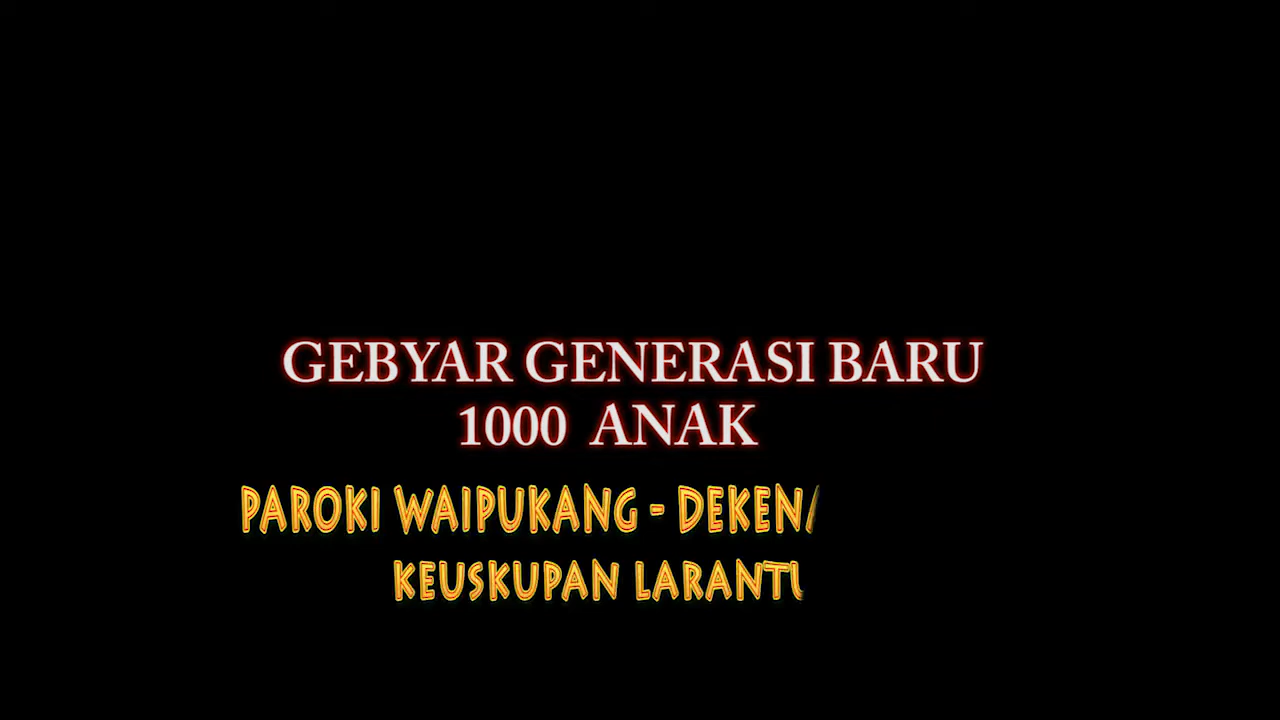 GEBYAR GENERASI BARU
1000 ANAK
PAROKI WAIPUKANG - DEKEN
KEUSKUPAN LARANTU